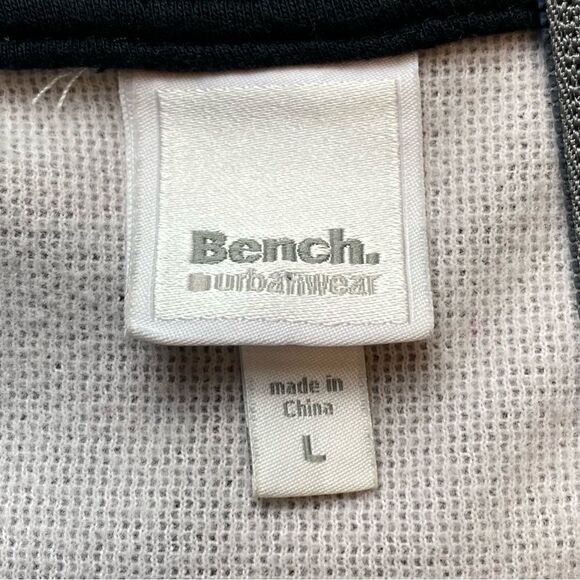 Bench.
urbanwear
made in
China
L